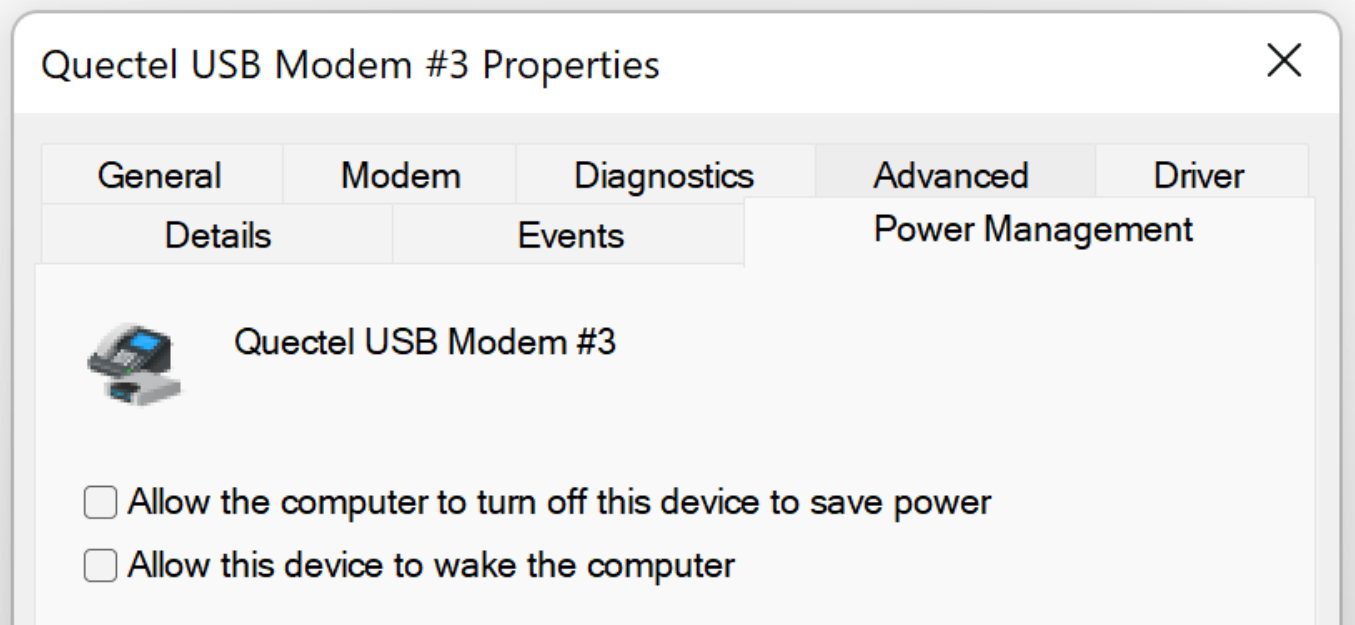 Quectel USB Modem #3 Properties
General Modem Diagnostics Advanced Driver
Details Events Power Management
Quectel USB Modem #3
Allow the computer to turn off this device to save power
Allow this device to wake the computer